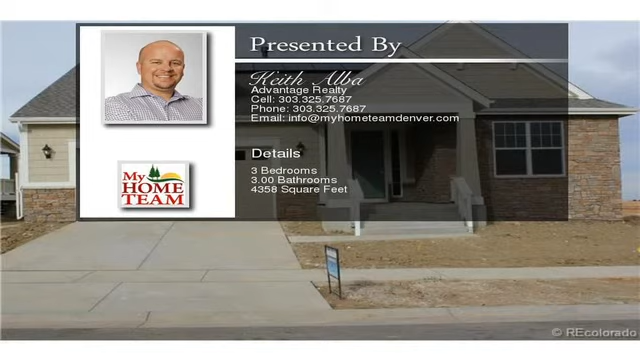 Presented By
Keith Alba
Advantage Realty
Cell: 303.325.7687
Phone: 303.325.7687
Email: info@myhometeamdenver.com
Details
3 Bedrooms
3.00 Bathrooms
4358 Square Feet
My
HOME
TEAM
© REcolorado